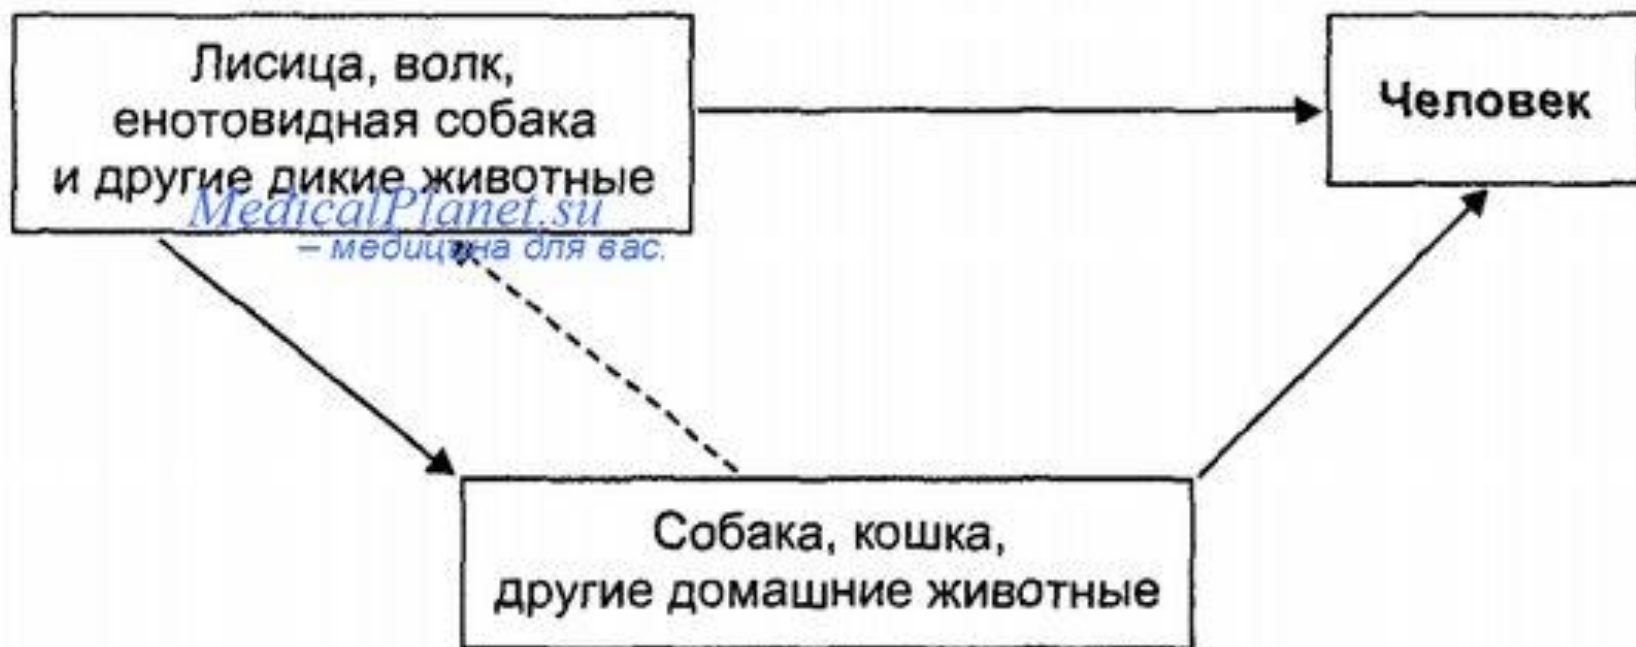 Лисица, волк,
енотовидная собака
и другие дикие животные
MedicalPlanet.su
– медицина для вас.
Человек
Собака, кошка,
другие домашние животные